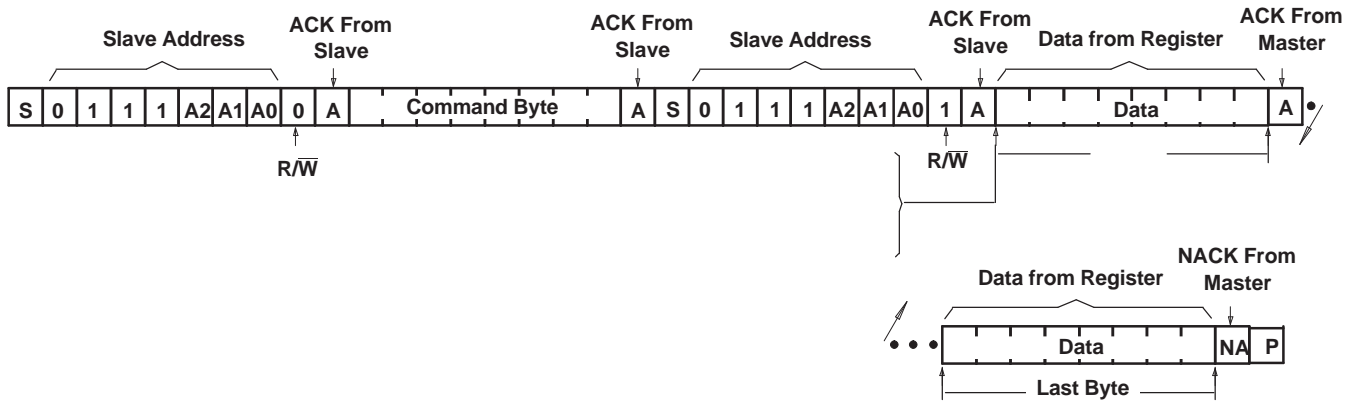 Slave Address
ACK From
Slave
ACK From
Slave
Slave Address
ACK From
Slave
Data from Register
ACK From
Master
S 0 1 1 1 A2 A1 A0 0 A Command Byte A S 0 1 1 1 A2 A1 A0 1 A Data A
R/W̅
R/W̅
Data from Register
NACK From
Master
Data NA P
Last Byte